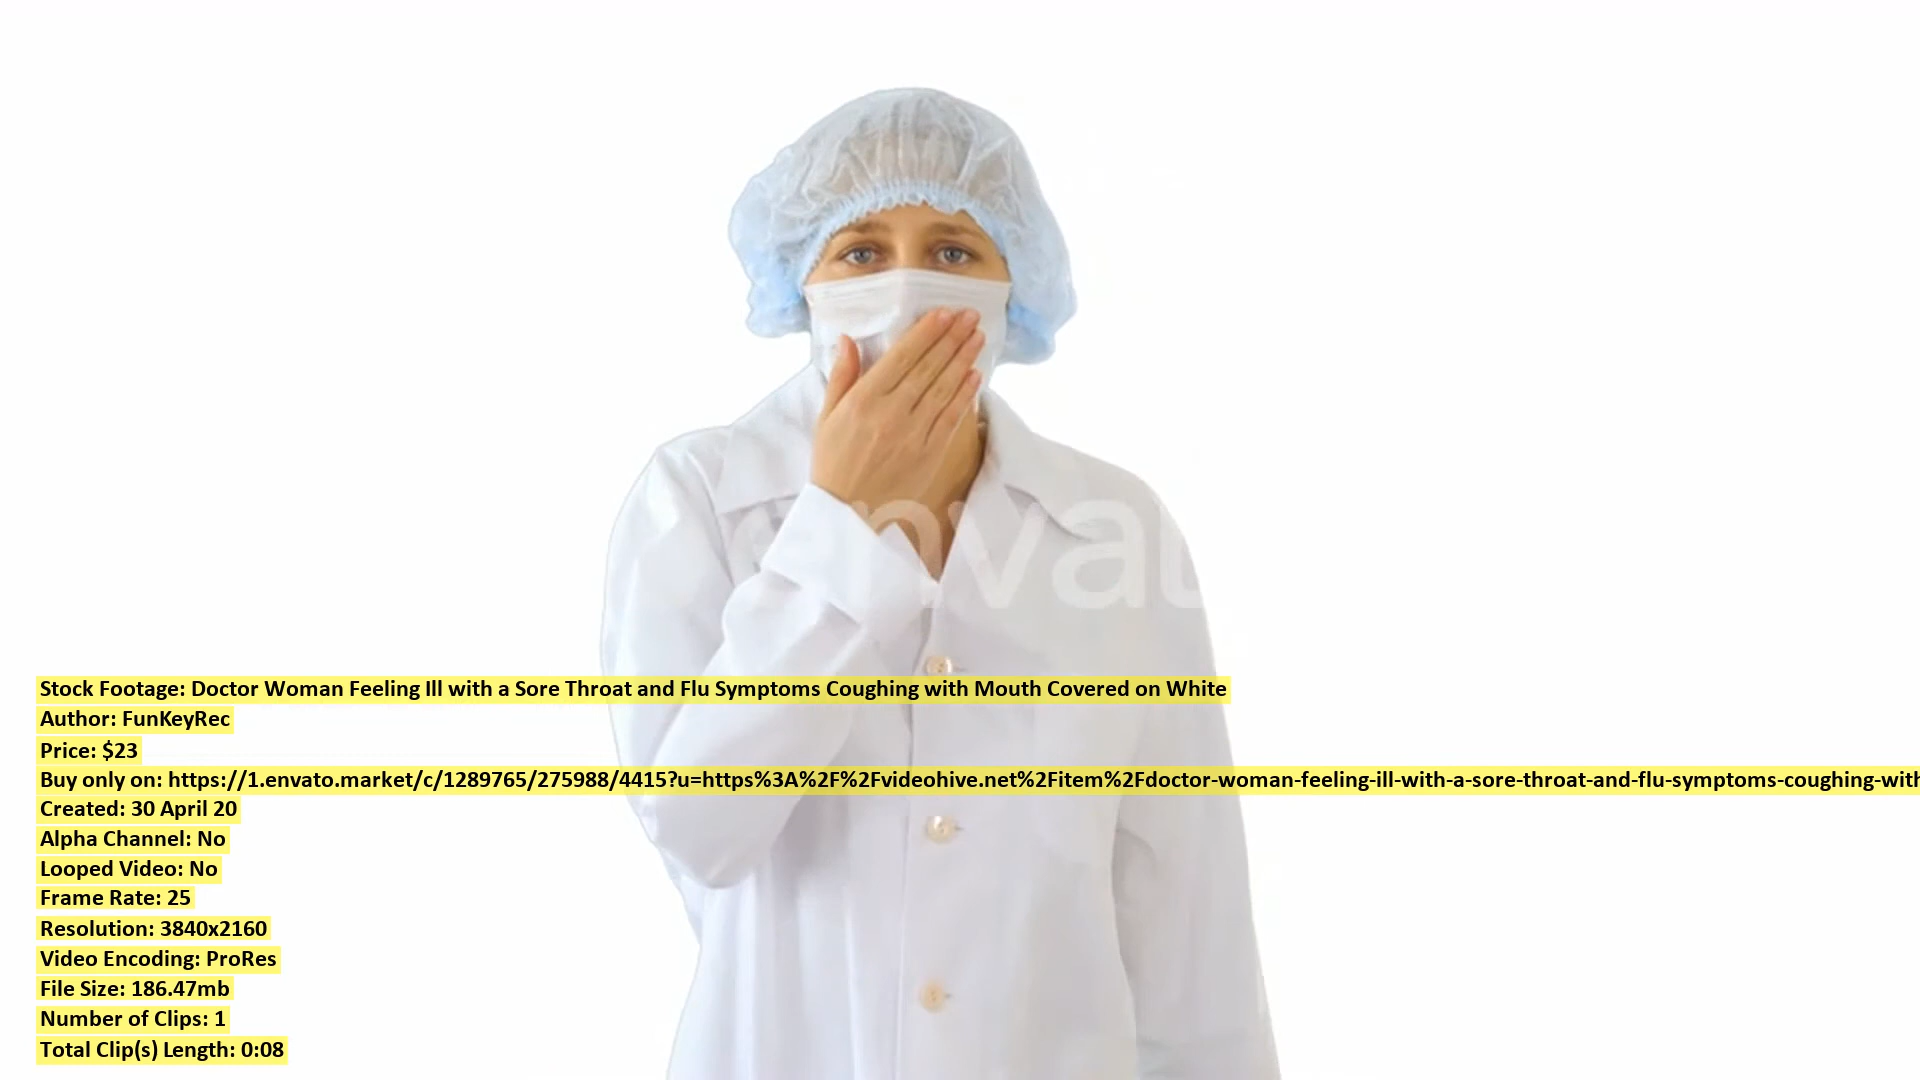 envato
Stock Footage: Doctor Woman Feeling Ill with a Sore Throat and Flu Symptoms Coughing with Mouth Covered on White
Author: FunKeyRec
Price: $23
Buy only on: https://1.envato.market/c/1289765/275988/4415?u=https%3A%2F%2Fvideohive.net%2Fitem%2Fdoctor-woman-feeling-ill-with-a-sore-throat-and-flu-symptoms-coughing-with
Created: 30 April 20
Alpha Channel: No
Looped Video: No
Frame Rate: 25
Resolution: 3840x2160
Video Encoding: ProRes
File Size: 186.47mb
Number of Clips: 1
Total Clip(s) Length: 0:08